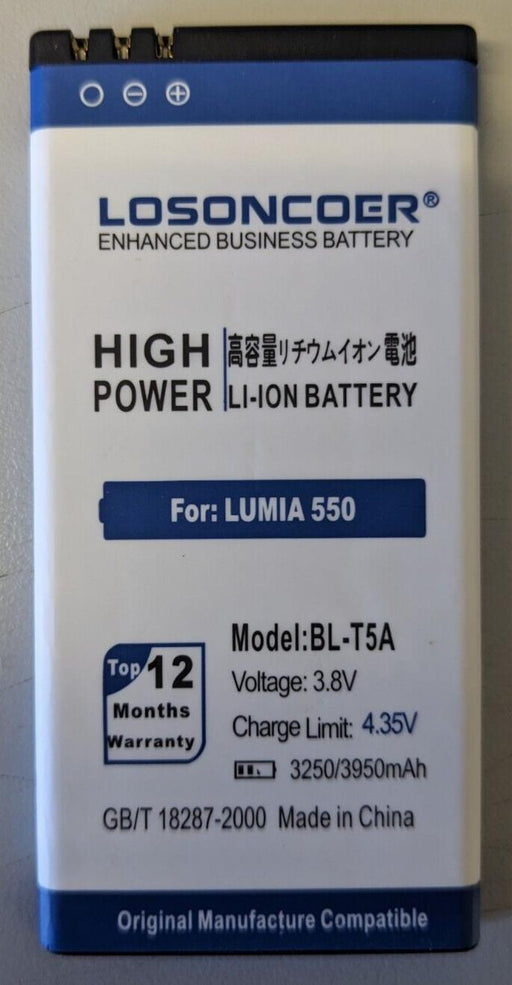 LOSONCOER®
ENHANCED BUSINESS BATTERY
HIGH POWER
高容量リチウムイオン電池
LI-ION BATTERY
For: LUMIA 550
Top 12
Months
Warranty
Model:BL-T5A
Voltage: 3.8V
Charge Limit: 4.35V
3250/3950mAh
GB/T 18287-2000 Made in China
Original Manufacture Compatible